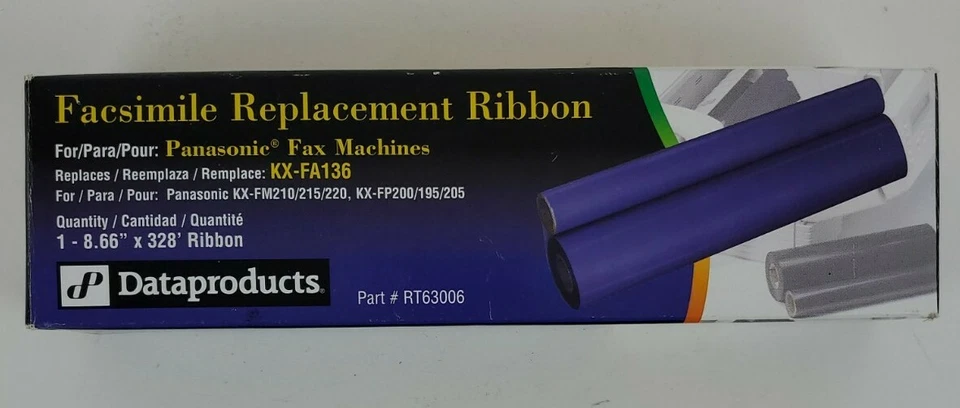 Facsimile Replacement Ribbon
For/Para/Pour: Panasonic® Fax Machines
Replaces / Reemplaza / Remplace: KX-FA136
For / Para / Pour: Panasonic KX-FM210/215/220, KX-FP200/195/205
Quantity / Cantidad / Quantité
1 - 8.66” x 328’ Ribbon
Dataproducts®
Part # RT63006